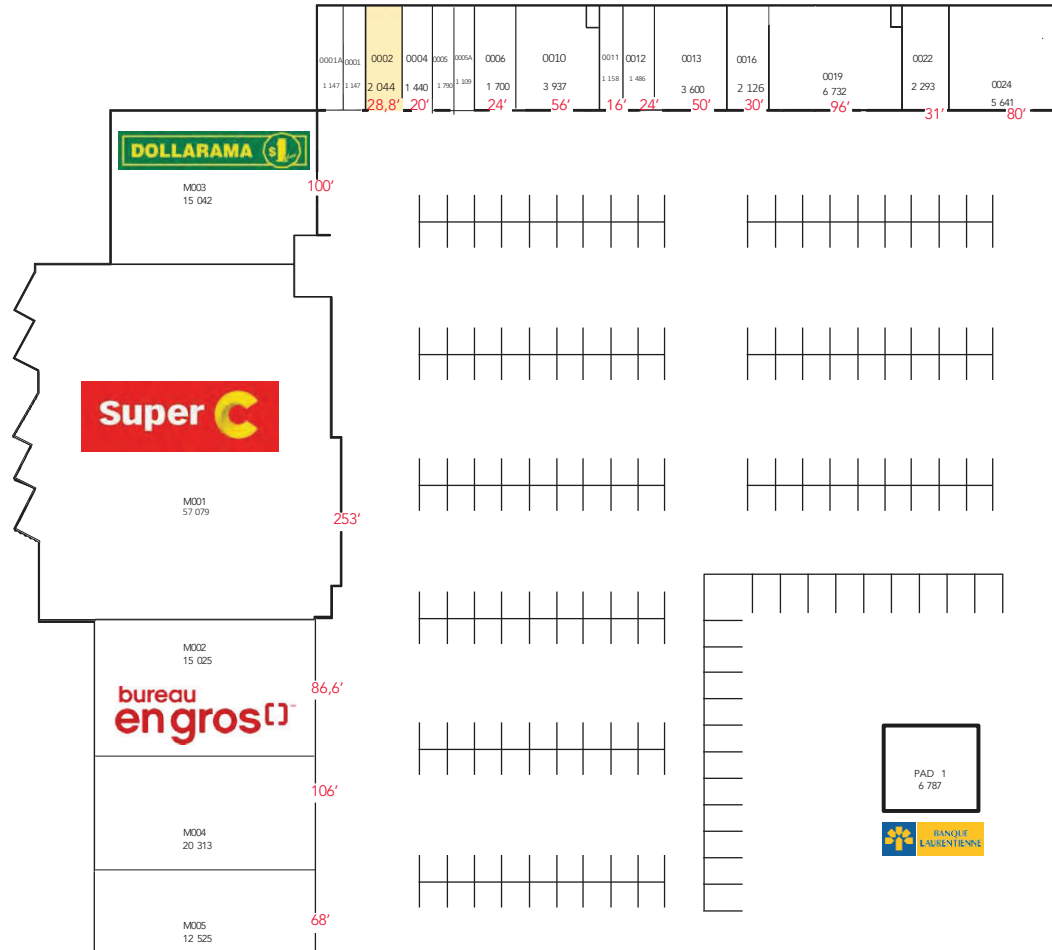 0001A 0001 0002 0004 0005 0005A 0006 0010 0011 0012 0013 0016 0019 0022 0024
1 147 1 147 2 044 1 440 1 790 1 109 1 700 3 937 1 158 1 486 3 600 2 126 6 732 2 293 5 641
28,8' 20' 24' 56' 16' 24' 50' 30' 96' 31' 80'
DOLLARAMA $1
M003
15 042
100'
Super C
M001
57 079
253'
M002
15 025
bureau
en gros
86,6'
106'
M004
20 313
M005
12 525
68'
PAD 1
6 787
BANQUE
LAURENTIENNE